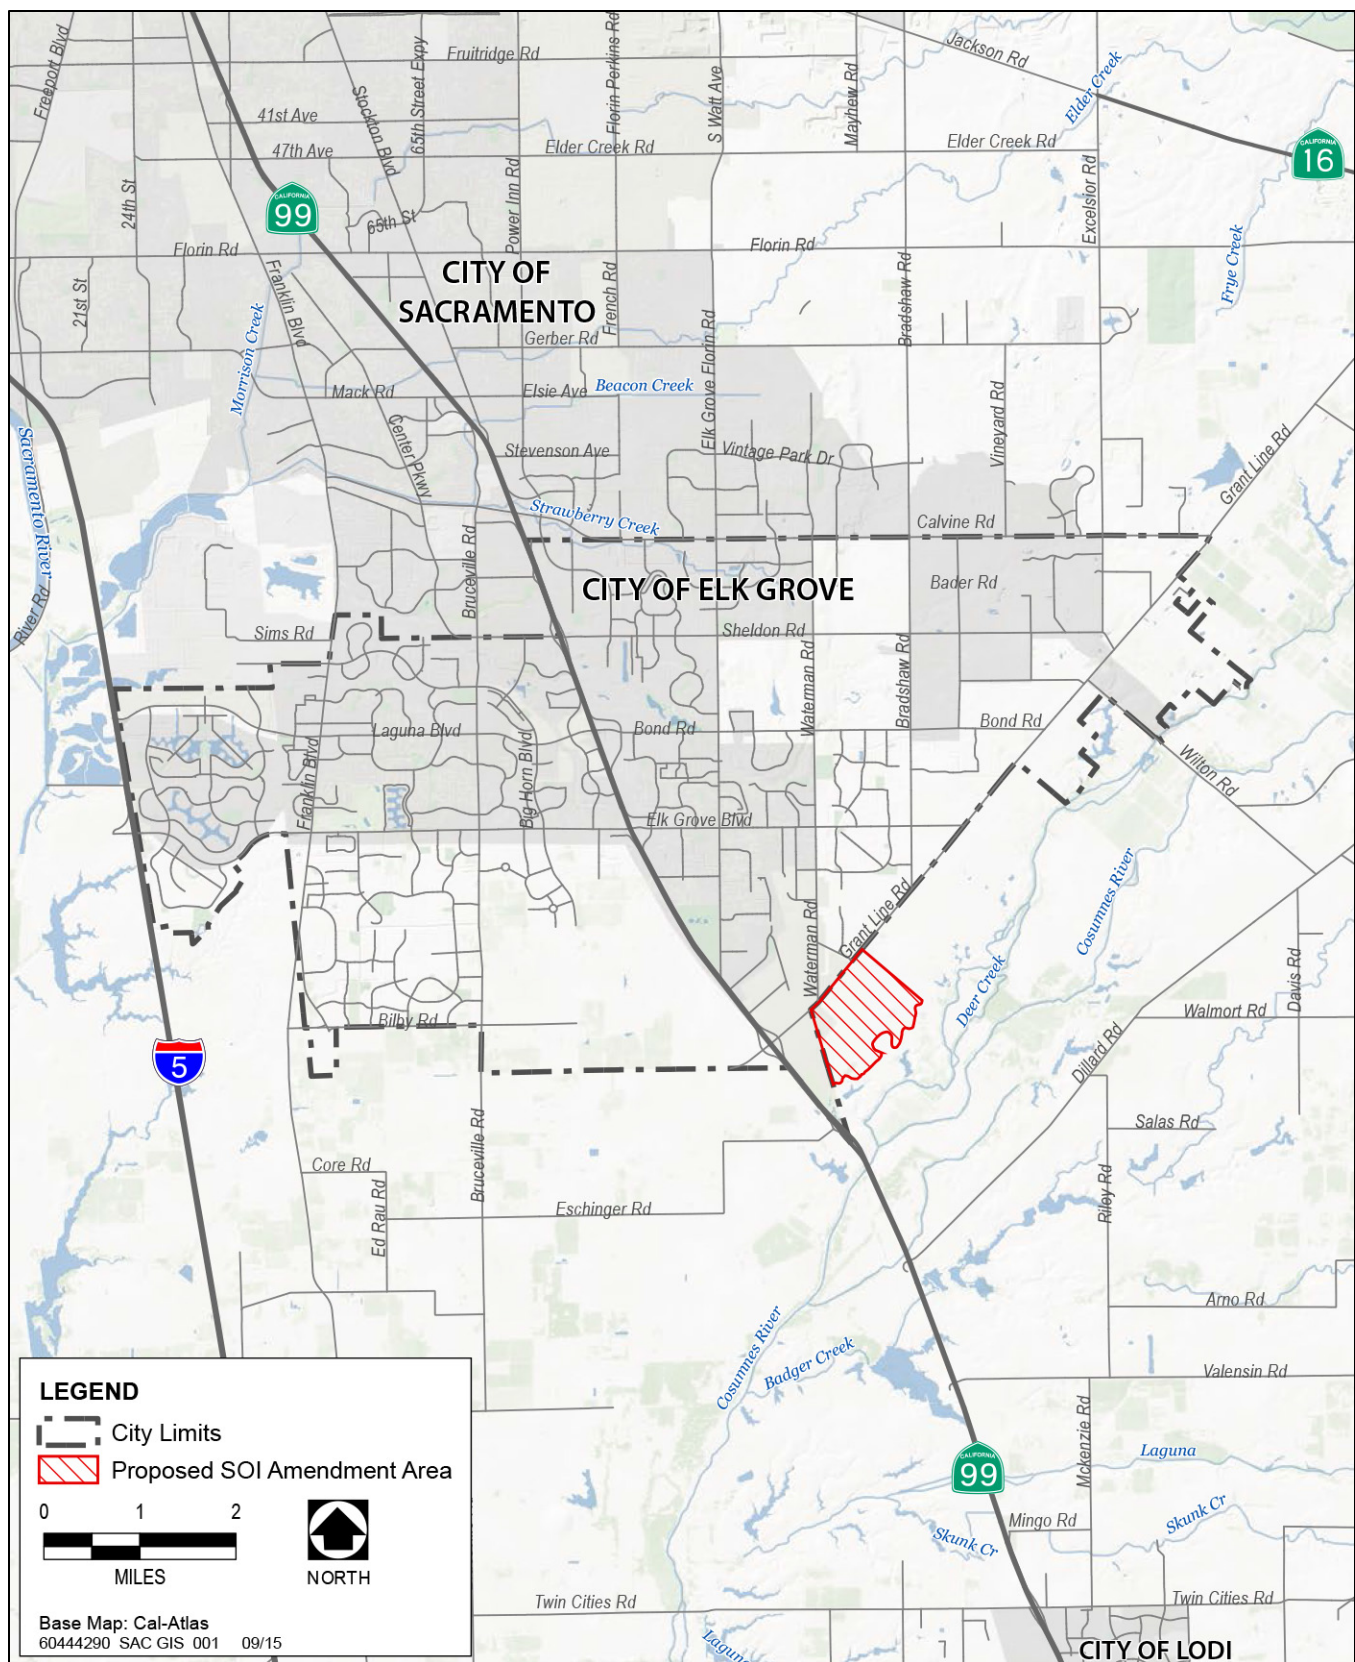 Freeport Blvd
Fruitridge Rd
65th Street Expy
Florin Perkins Rd
S Watt Ave
Mayhew Rd
Jackson Rd
Elder Creek
Stockton Blvd
41st Ave
47th Ave
Elder Creek Rd
Elder Creek Rd
CALIFORNIA
16
24th St
CALIFORNIA
99
65th St
Power Inn Rd
Excelsior Rd
Florin Rd
Florin Rd
Frye Creek
21st St
Franklin Blvd
CITY OF
SACRAMENTO
French Rd
Bradshaw Rd
Morrison Creek
Gerber Rd
Elk Grove Florin Rd
Mack Rd
Elsie Ave
Beacon Creek
Center Pkwy
Stevenson Ave
Vintage Park Dr
Vineyard Rd
Grant Line Rd
Sacramento River
Strawberry Creek
Calvine Rd
Bruceville Rd
CITY OF ELK GROVE
Bader Rd
River Rd
Sims Rd
Sheldon Rd
Waterman Rd
Bradshaw Rd
Laguna Blvd
Bond Rd
Bond Rd
Wilton Rd
Franklin Blvd
Big Horn Blvd
Elk Grove Blvd
Grant Line Rd
Cosumnes River
Waterman Rd
Deer Creek
Davis Rd
Bilby Rd
Walmort Rd
5
Dillard Rd
Salas Rd
Bruceville Rd
Core Rd
Ed Rau Rd
Riley Rd
Eschinger Rd
Arno Rd
Cosumnes River
Badger Creek
Valensin Rd
Mckenzie Rd
Laguna
CALIFORNIA
99
Mingo Rd
Skunk Cr
Skunk Cr
Twin Cities Rd
Twin Cities Rd
Laguna
CITY OF LODI
LEGEND
City Limits
Proposed SOI Amendment Area
0 1 2
MILES
NORTH
Base Map: Cal-Atlas
60444290 SAC GIS 001 09/15